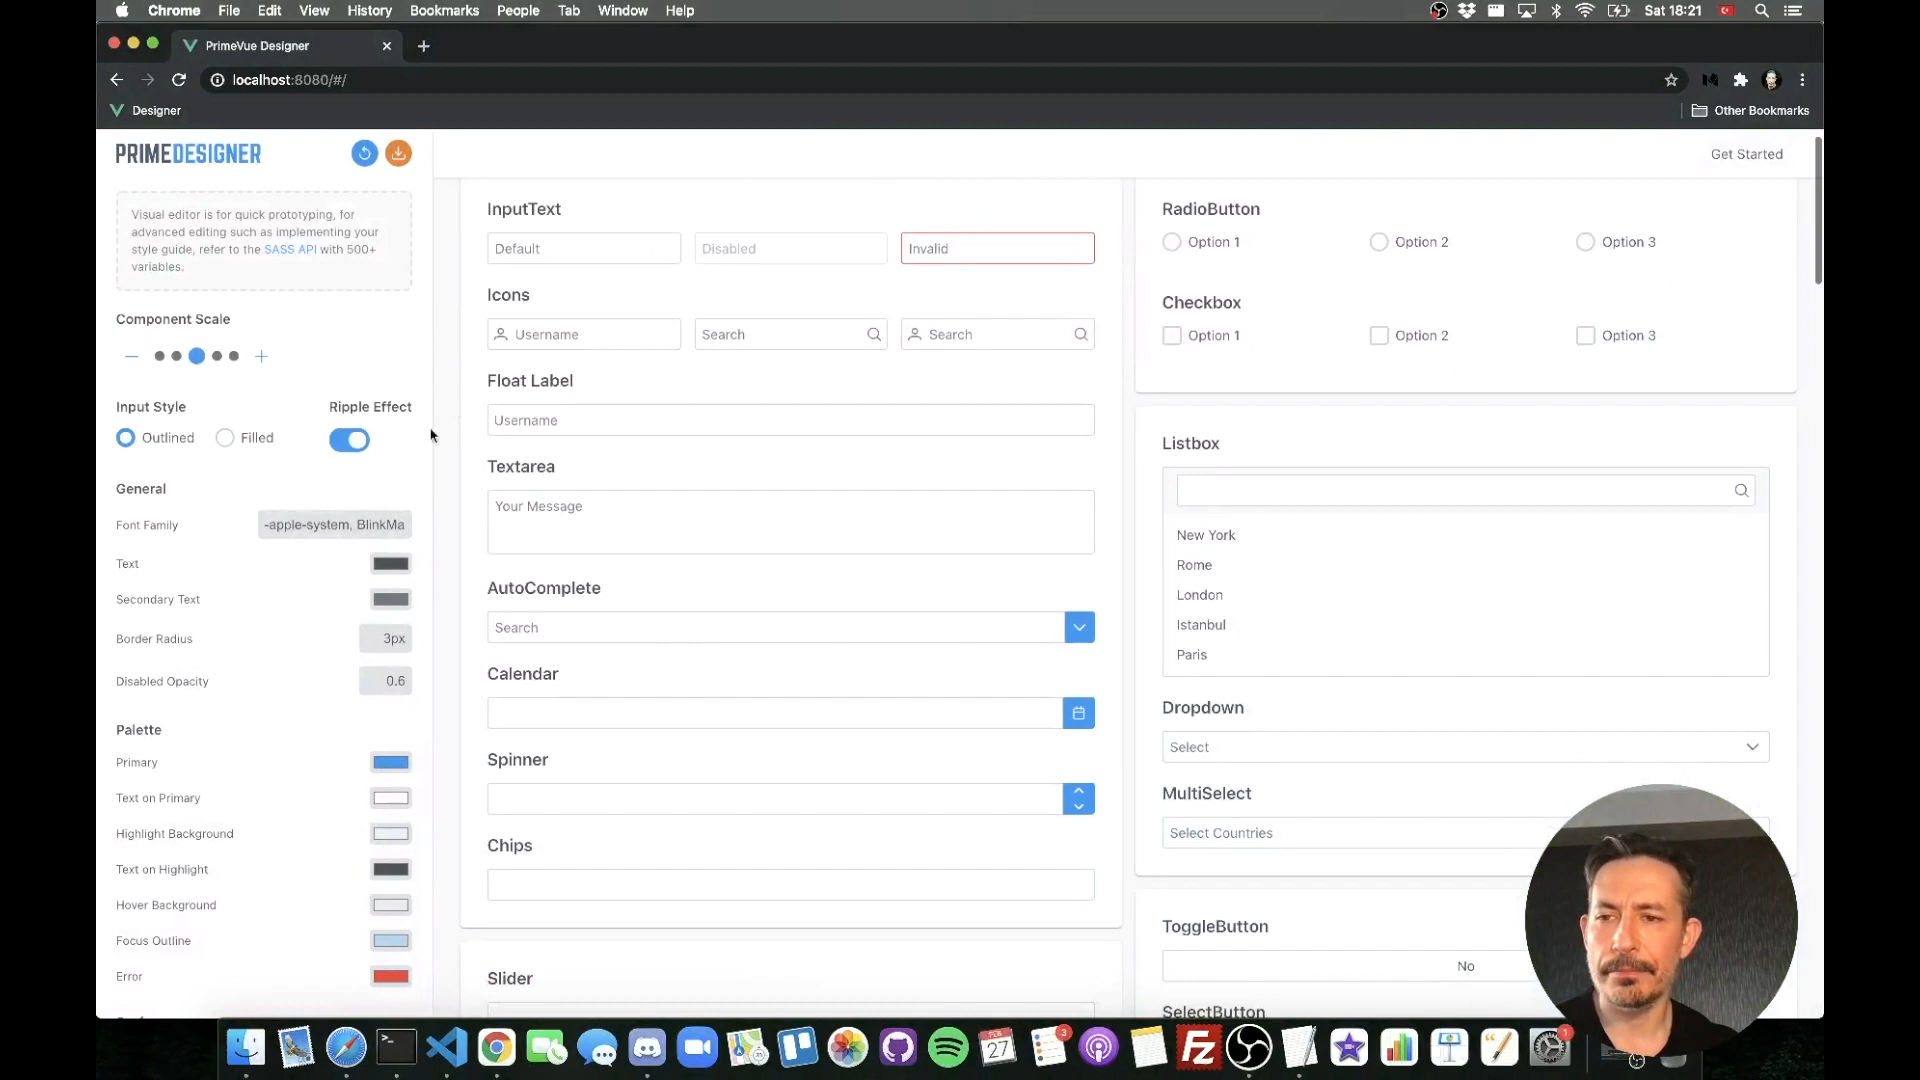 Chrome File Edit View History Bookmarks People Tab Window Help
Sat 18:21
PrimeVue Designer
localhost:8080/#/
Designer
Other Bookmarks
PRIMEDESIGNER
Get Started
Visual editor is for quick prototyping, for
advanced editing such as implementing your
style guide, refer to the SASS API with 500+
variables.
Component Scale
Input Style
Ripple Effect
Outlined
Filled
General
Font Family
-apple-system, BlinkMa
Text
Secondary Text
Border Radius
3px
Disabled Opacity
0.6
Palette
Primary
Text on Primary
Highlight Background
Text on Highlight
Hover Background
Focus Outline
Error
InputText
Default
Disabled
Invalid
Icons
Username
Search
Search
Float Label
Username
Textarea
Your Message
AutoComplete
Search
Calendar
Spinner
Chips
Slider
RadioButton
Option 1
Option 2
Option 3
Checkbox
Option 1
Option 2
Option 3
Listbox
New York
Rome
London
Istanbul
Paris
Dropdown
Select
MultiSelect
Select Countries
ToggleButton
No
SelectButton
FEB
27
3
Fz
1